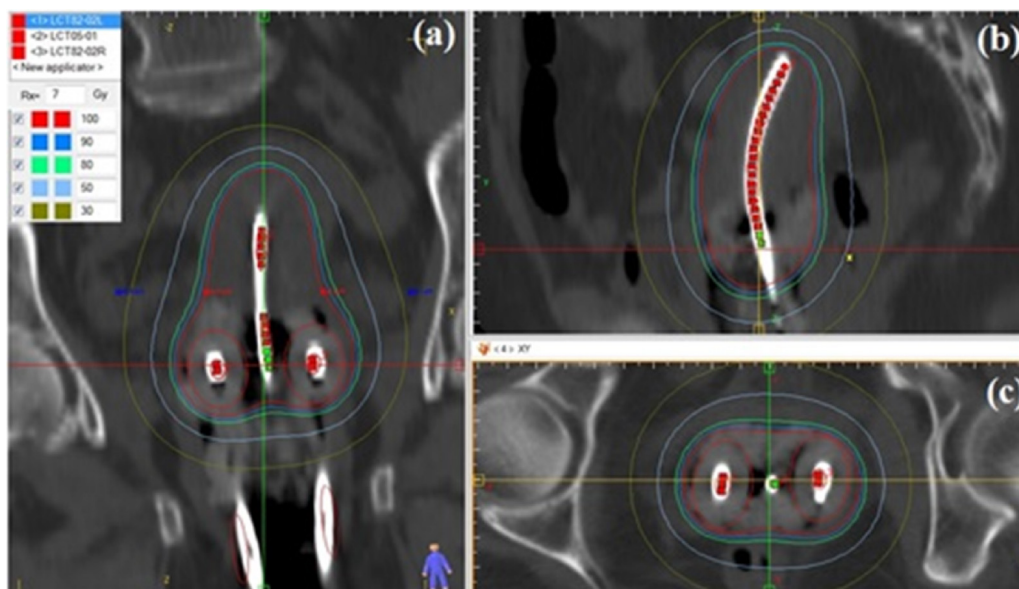 <1> LCT82-02L
<2> LCT05-01
<3> LCT82-02R
< New applicator >
Rx= 7 Gy
100
90
80
50
30
(a)
(b)
<4> XY
(c)